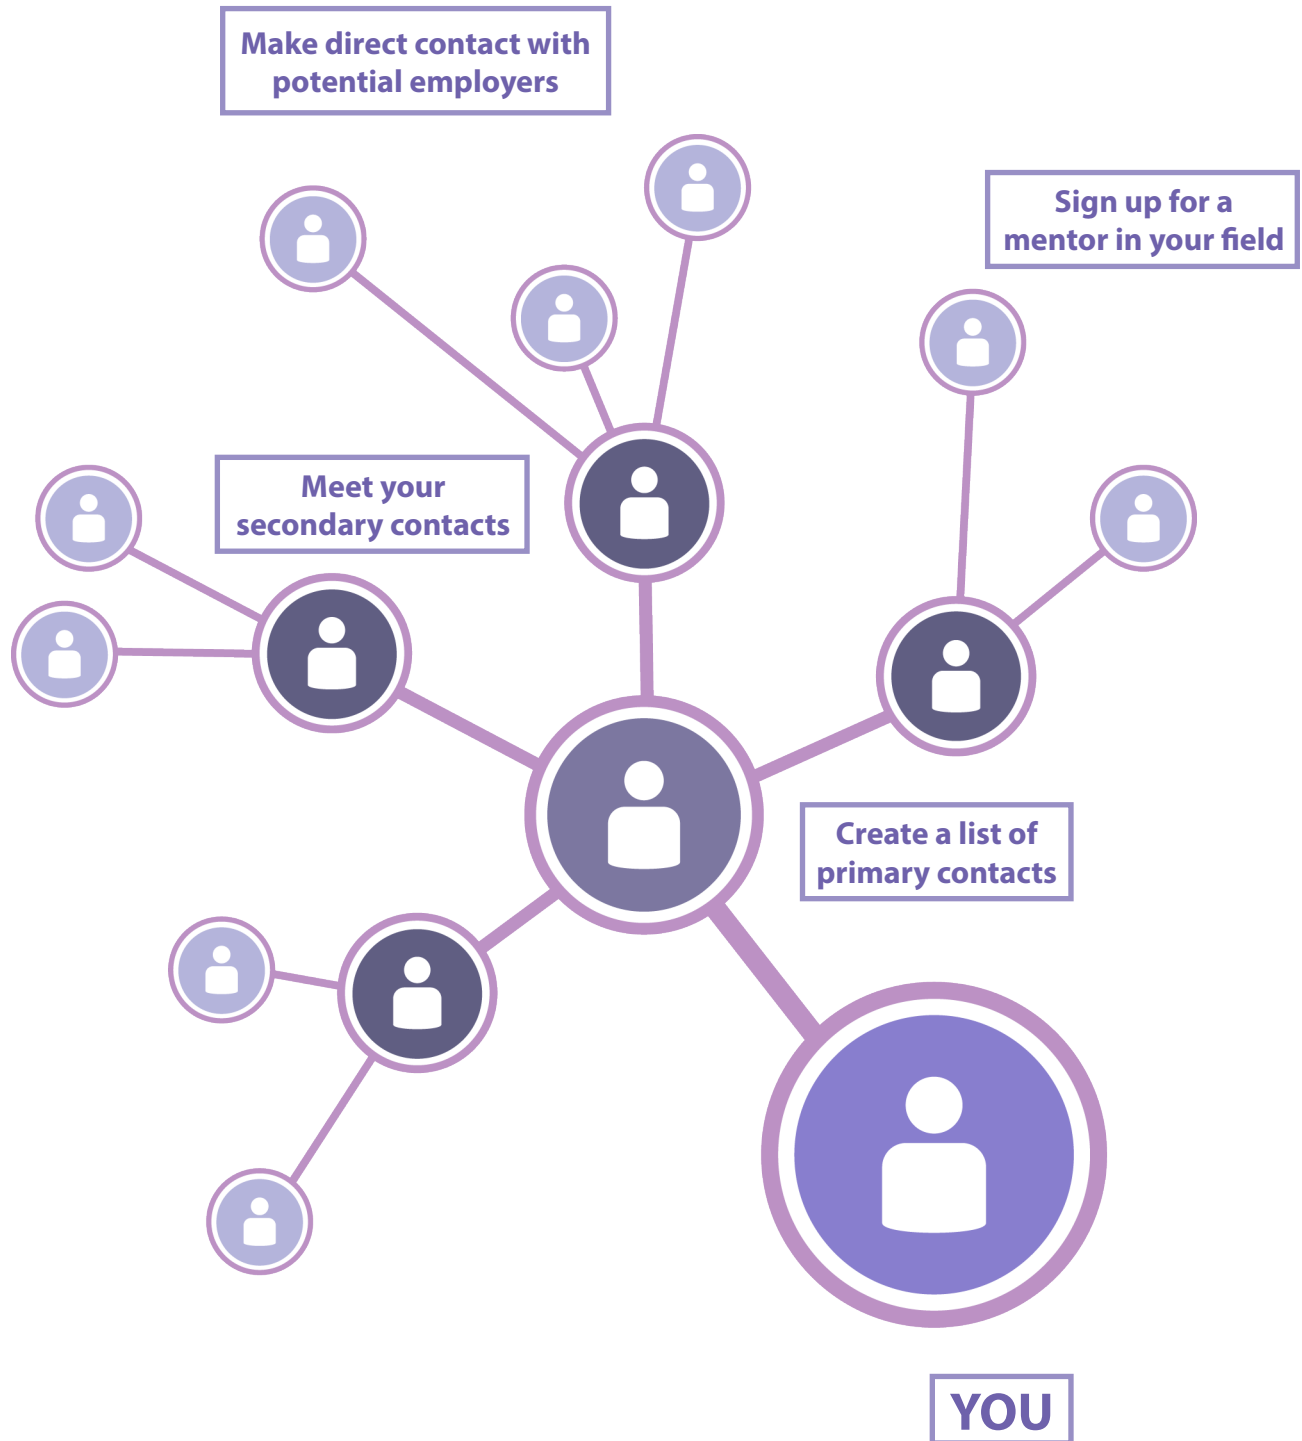 Make direct contact with
potential employers
Sign up for a
mentor in your field
Meet your
secondary contacts
Create a list of
primary contacts
YOU